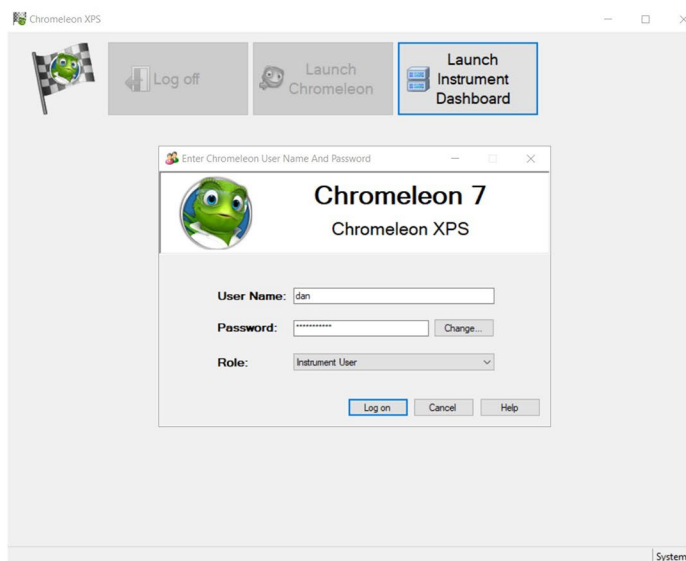 Chromeleon XPS
Log off
Launch
Chromeleon
Launch
Instrument
Dashboard
Enter Chromeleon User Name And Password
Chromeleon 7
Chromeleon XPS
User Name: dan
Password: *********** Change...
Role: Instrument User
Log on Cancel Help
System